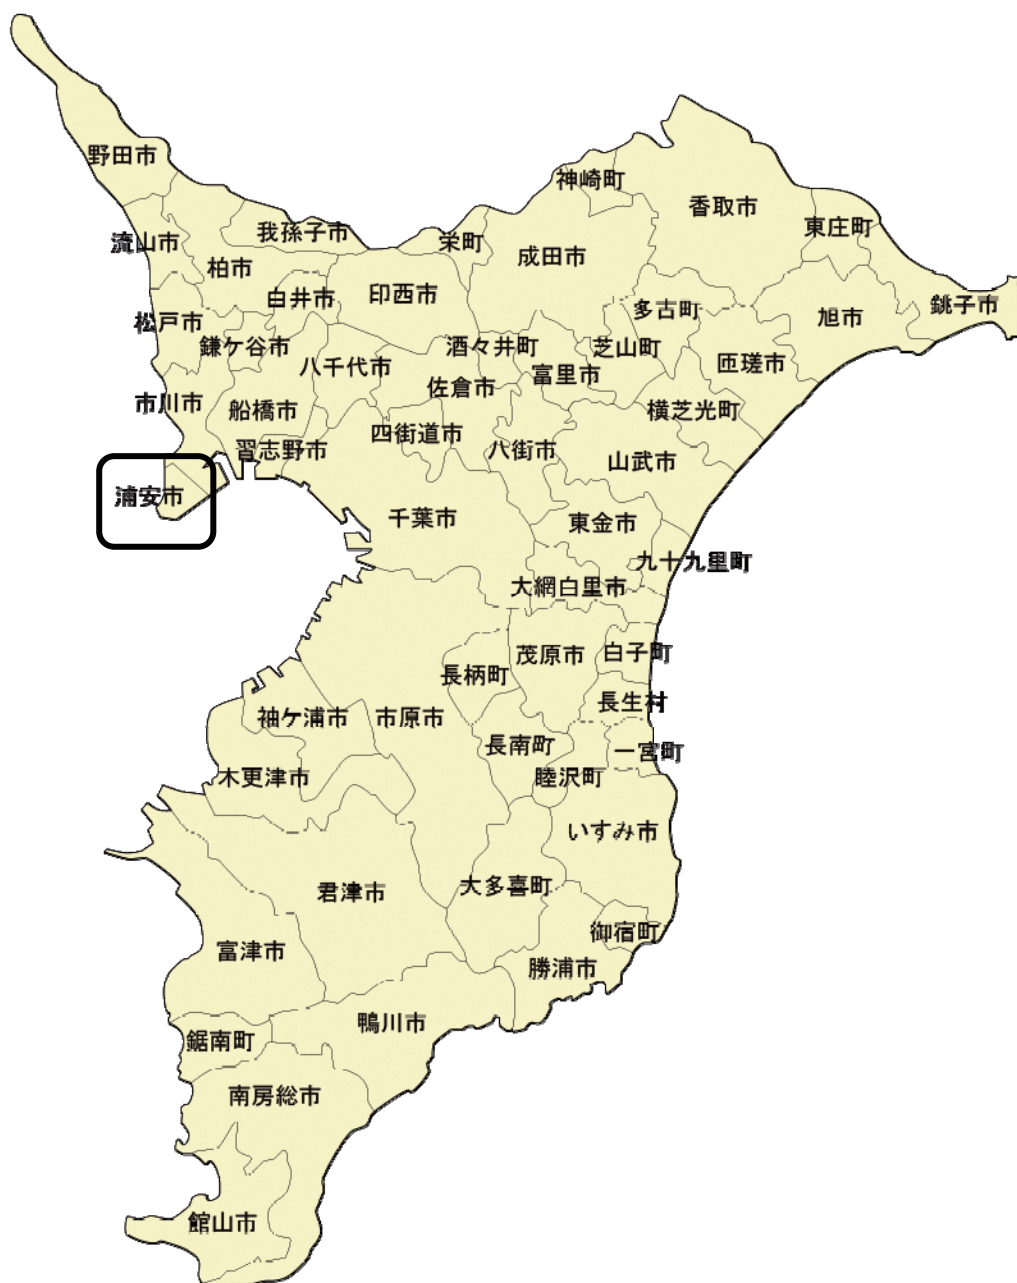 野田市
神崎町
香取市
東庄町
流山市
我孫子市
栄町
成田市
柏市
白井市
印西市
多古町
旭市
銚子市
松戸市
鎌ケ谷市
八千代市
酒々井町
芝山町
富里市
匝瑳市
佐倉市
市川市
船橋市
横芝光町
四街道市
習志野市
八街市
山武市
浦安市
千葉市
東金市
九十九里町
大網白里市
茂原市
白子町
長柄町
長生村
袖ケ浦市
市原市
長南町
一宮町
木更津市
睦沢町
いすみ市
君津市
大多喜町
御宿町
富津市
勝浦市
鴨川市
鋸南町
南房総市
館山市